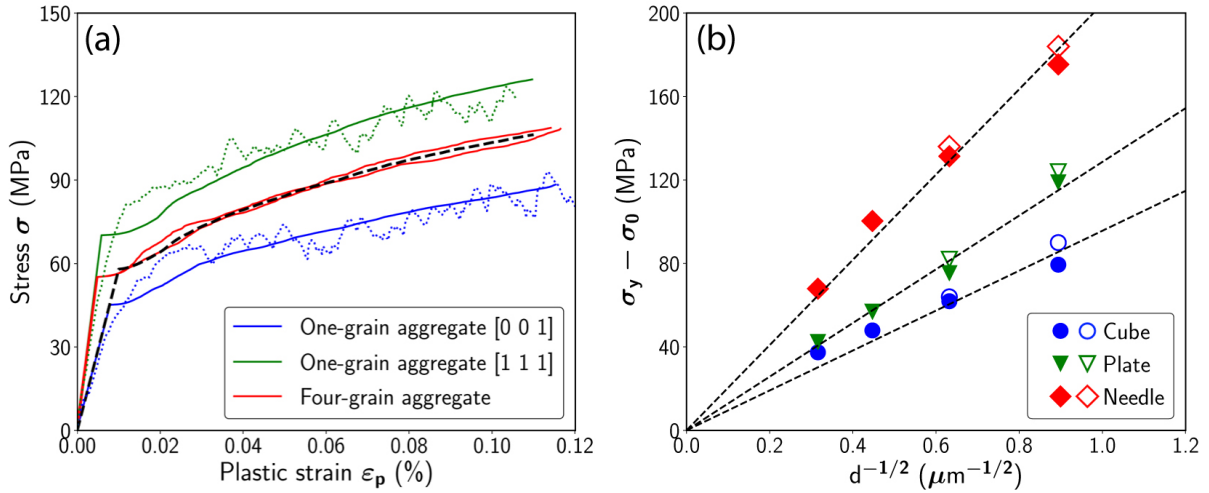 (a)
150
120
90
60
30
0
Stress σ (MPa)
0.00 0.02 0.04 0.06 0.08 0.10 0.12
Plastic strain εp (%)
One-grain aggregate [0 0 1]
One-grain aggregate [1 1 1]
Four-grain aggregate
(b)
200
160
120
80
40
0
σy − σ0 (MPa)
0.0 0.2 0.4 0.6 0.8 1.0 1.2
d−1/2 (μm−1/2)
Cube
Plate
Needle